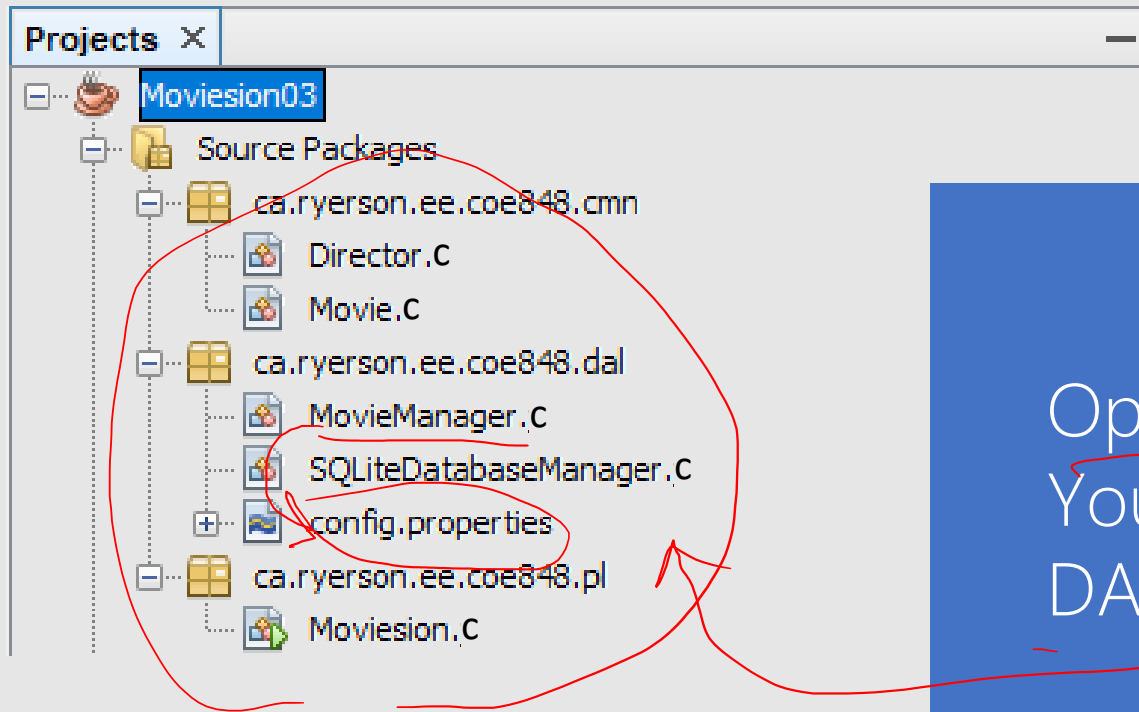 Projects
Moviesion03
Source Packages
ca.ryerson.ee.coe848.cmn
Director.c
Movie.c
ca.ryerson.ee.coe848.dal
MovieManager.c
SQLiteDatabaseManager.c
config.properties
ca.ryerson.ee.coe848.pl
Moviesion.c
Op
You
DA